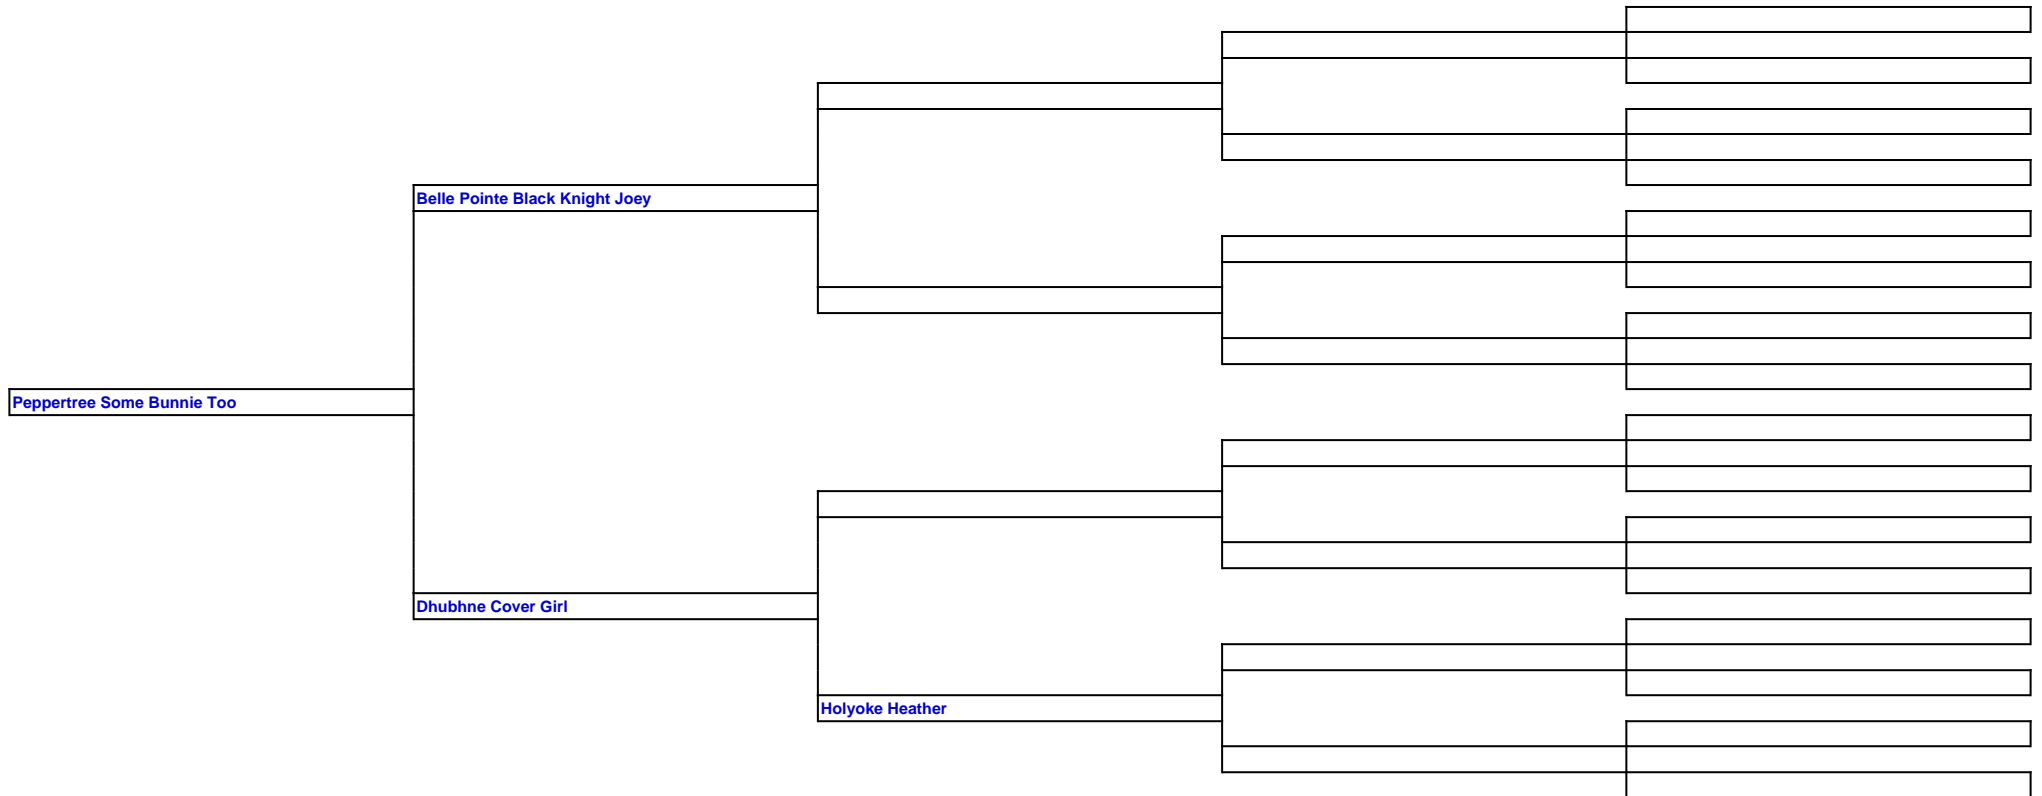 Belle Pointe Black Knight Joey
Peppertree Some Bunnie Too
Dhubhne Cover Girl
Holyoke Heather